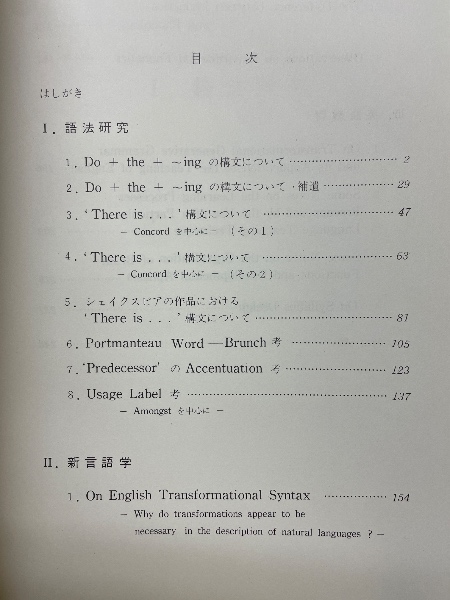 目 次
はしがき
I. 語法研究
1. Do + the + ~ing の構文について ………………………… 2
2. Do + the + ~ing の構文について・補遺 ……………… 29
3. ‘There is . . .’ 構文について ……………………………… 47
— Concord を中心に — (その1)
4. ‘There is . . .’ 構文について ……………………………… 63
— Concord を中心に — (その2)
5. シェイクスピアの作品における
‘There is . . .’ 構文について ……………………………… 81
6. Portmanteau Word — Brunch 考 ……………………… 105
7. ‘Predecessor’ の Accentuation 考 ……………………… 123
8. Usage Label 考 ………………………………………………… 137
— Amongst を中心に —
II. 新言語学
1. On English Transformational Syntax ……………… 154
— Why do transformations appear to be
necessary in the description of natural languages ? —